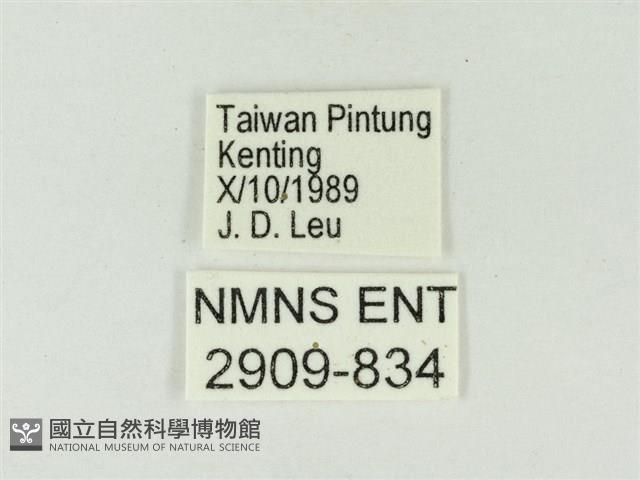 Taiwan Pintung
Kenting
X/10/1989
J. D. Leu
NMNS ENT
2909-834
國立自然科學博物館
NATIONAL MUSEUM OF NATURAL SCIENCE